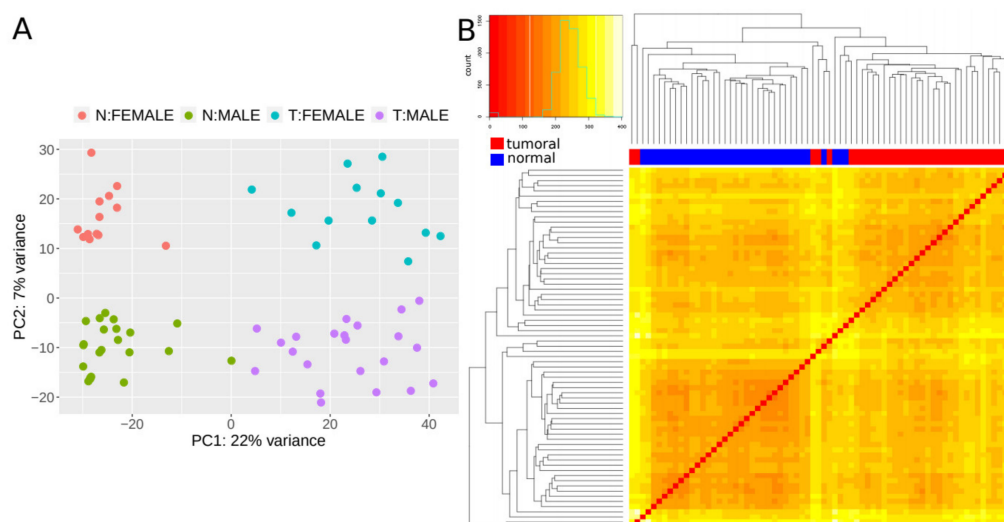 A
N:FEMALE N:MALE T:FEMALE T:MALE
30
20
10
0
−10
−20
PC2: 7% variance
−20 0 20 40
PC1: 22% variance
B
count
1500
500
0
0 100 200 300 400
tumoral
normal